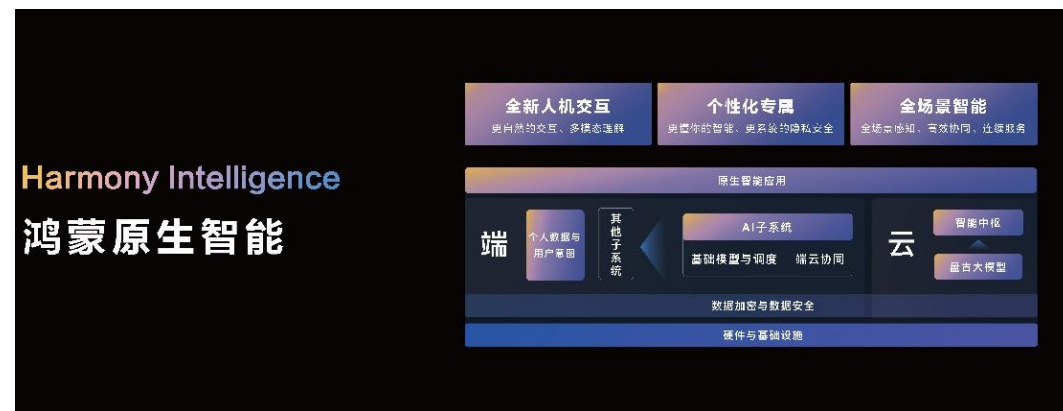 Harmony Intelligence
鸿蒙原生智能
全新人机交互
更自然的交互、多模态理解
个性化专属
更懂你的智能、更系统的隐私安全
全场景智能
全场景感知、高效协同、连续服务
原生智能应用
端
个人数据与
用户意图
其他子系统
AI子系统
基础模型与调度 端云协同
云
智能中枢
盘古大模型
数据加密与数据安全
硬件与基础设施